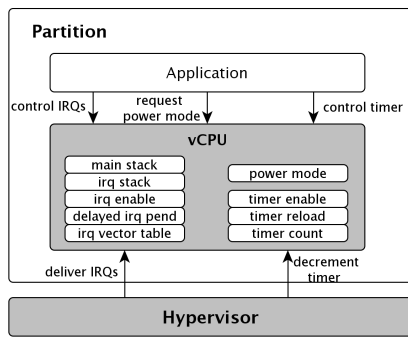 Partition
Application
control IRQs
request
power mode
control timer
vCPU
main stack
irq stack
irq enable
delayed irq pend
irq vector table
power mode
timer enable
timer reload
timer count
deliver IRQs
decrement
timer
Hypervisor